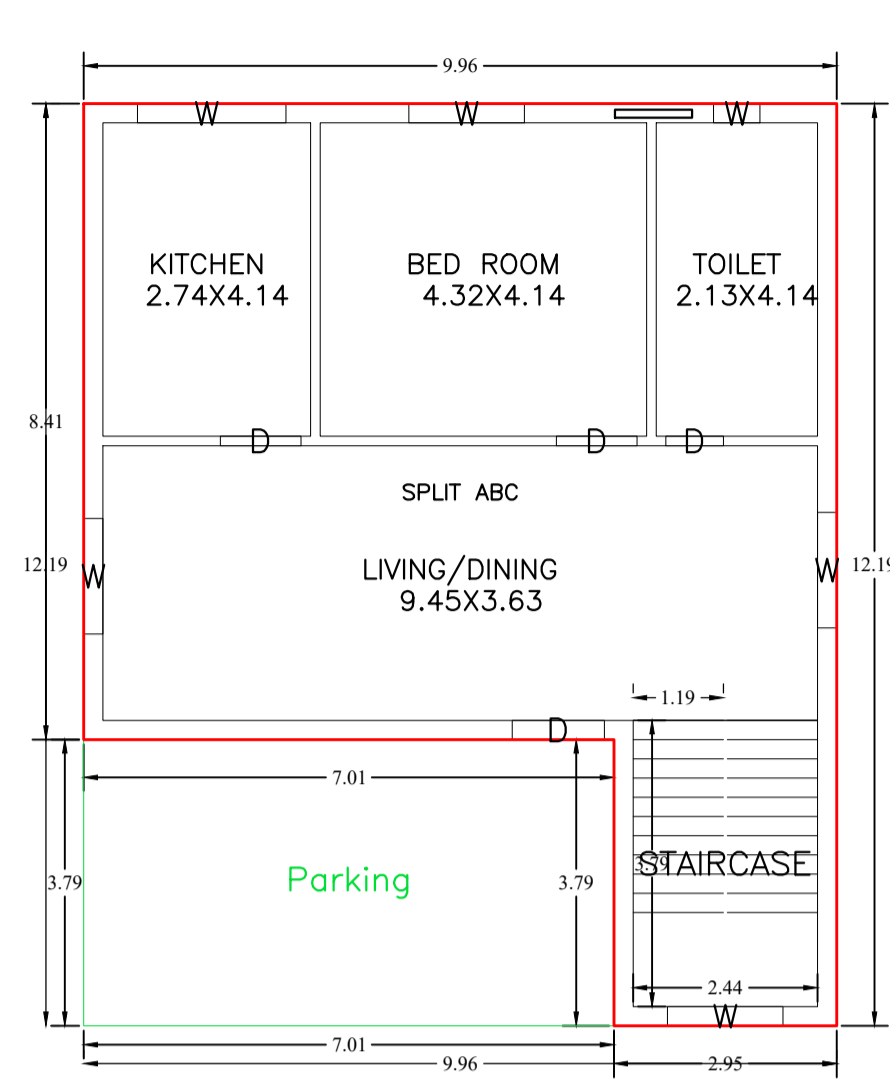 9.96
W
W
W
KITCHEN
2.74X4.14
BED ROOM
4.32X4.14
TOILET
2.13X4.14
8.41
D
D
D
SPLIT ABC
12.19
W
LIVING/DINING
9.45X3.63
W
12.19
1.19
D
7.01
3.79
Parking
3.79
3.79
STAIRCASE
2.44
W
7.01
9.96
2.95